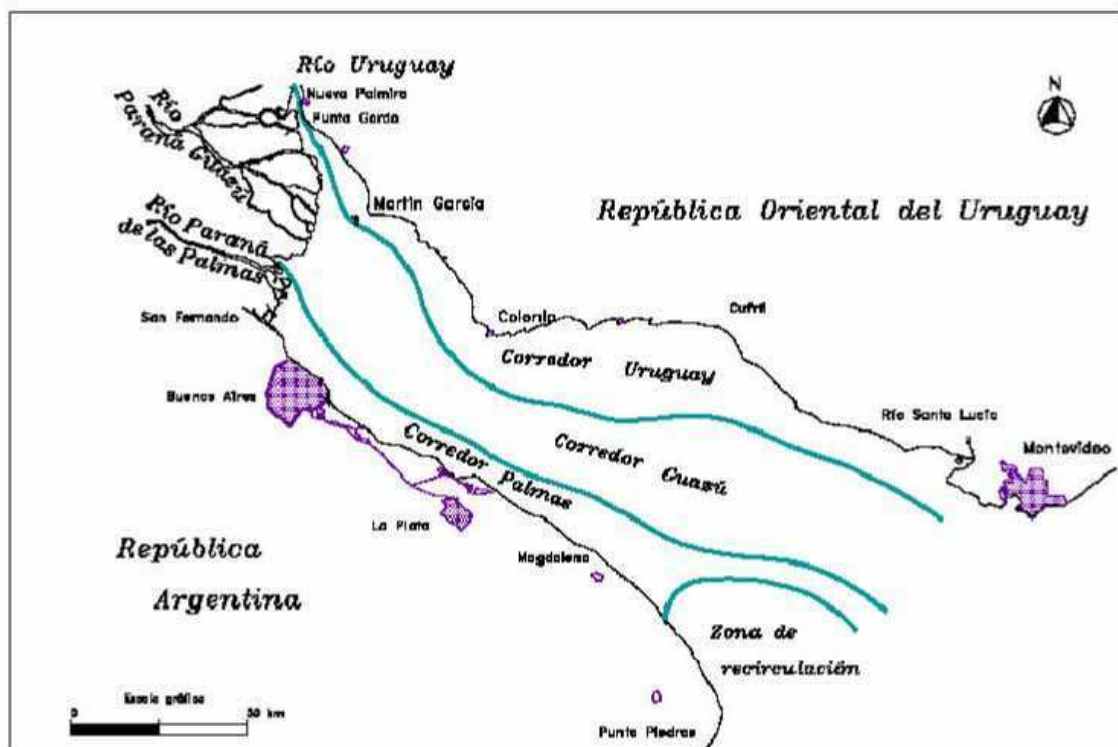 Río Uruguay
Nueva Palmira
Punta Gorda
N
Río
Paraná Guazú
Martín García
República Oriental del Uruguay
Río Paraná
de las Palmas
San Fernando
Colonia
Cufré
Corredor Uruguay
Buenos Aires
Río Santa Lucía
Montevideo
Corredor Palmas
Corredor Guazú
La Plata
República
Argentina
Magdalena
Zona de
recirculación
Escala gráfica
0
50 km
Punta Piedras